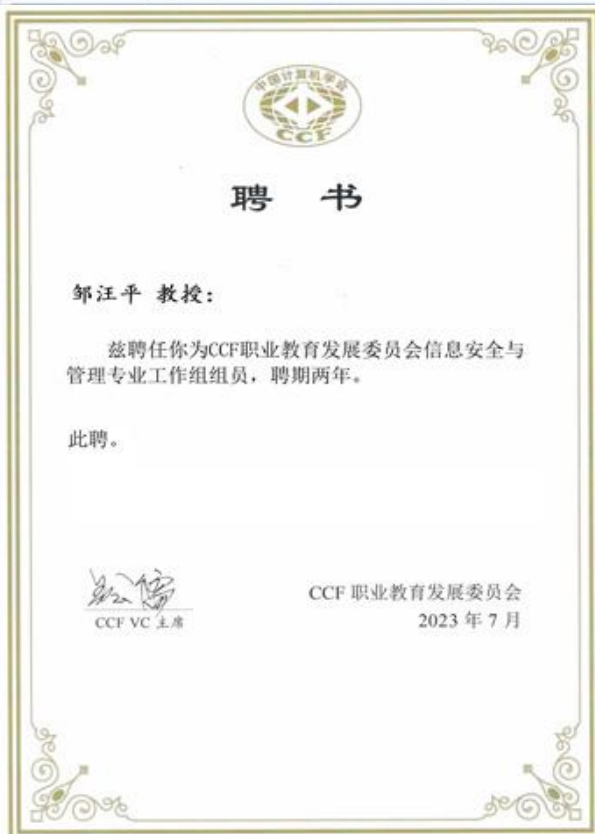 中国计算机学会
CCF
聘 书
邹汪平 教授：
兹聘任你为CCF职业教育发展委员会信息安全与
管理专业工作组组员，聘期两年。
此聘。
CCF VC 主席
CCF 职业教育发展委员会
2023 年 7 月